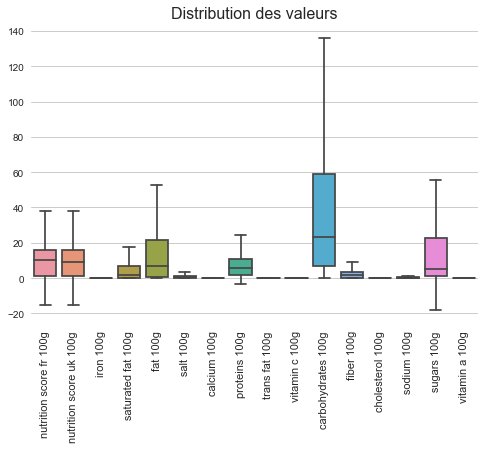 Distribution des valeurs
140
120
100
80
60
40
20
0
−20
nutrition score fr 100g
nutrition score uk 100g
iron 100g
saturated fat 100g
fat 100g
salt 100g
calcium 100g
proteins 100g
trans fat 100g
vitamin c 100g
carbohydrates 100g
fiber 100g
cholesterol 100g
sodium 100g
sugars 100g
vitamin a 100g